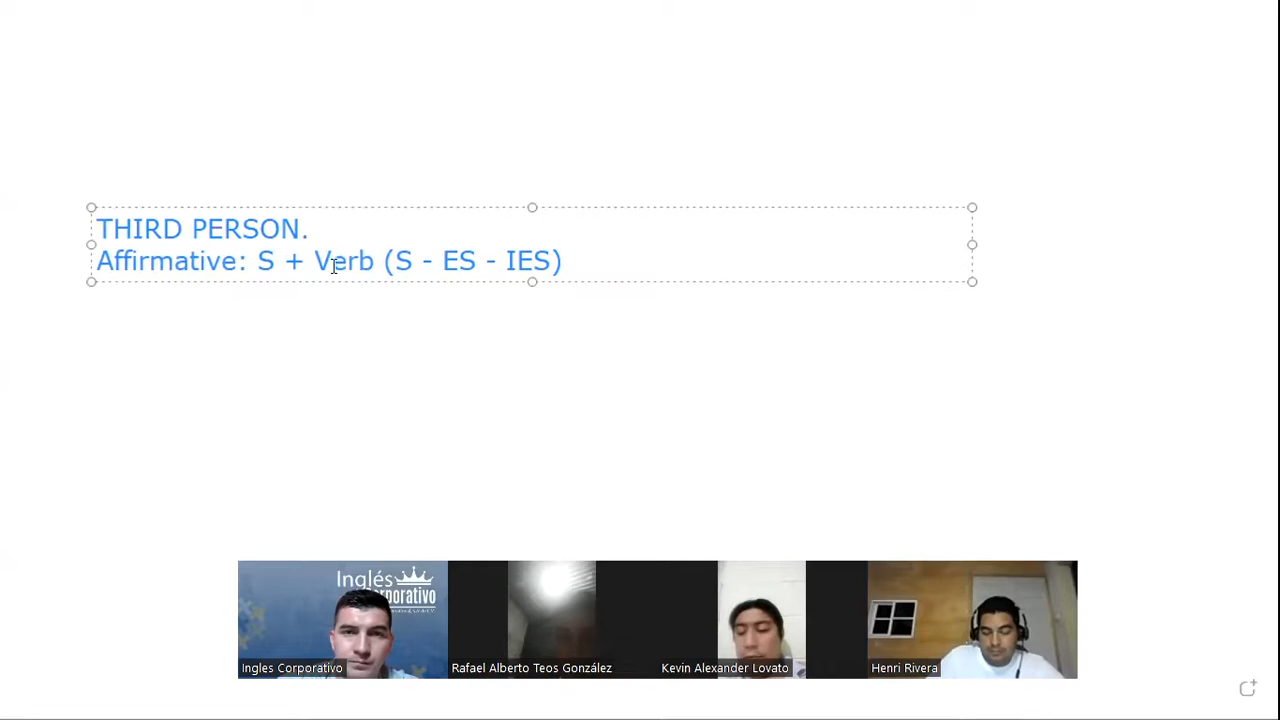 THIRD PERSON.
Affirmative: S + Verb (S - ES - IES)
Inglés
Corporativo
Ingles Corporativo
Rafael Alberto Teos González
Kevin Alexander Lovato
Henri Rivera